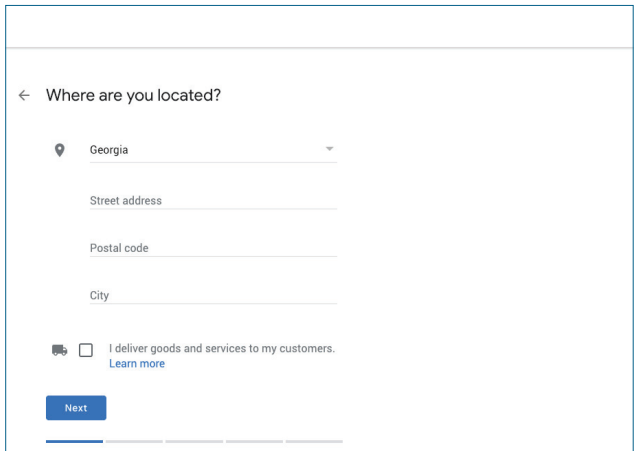 Where are you located?
Georgia
Street address
Postal code
City
I deliver goods and services to my customers.
Learn more
Next